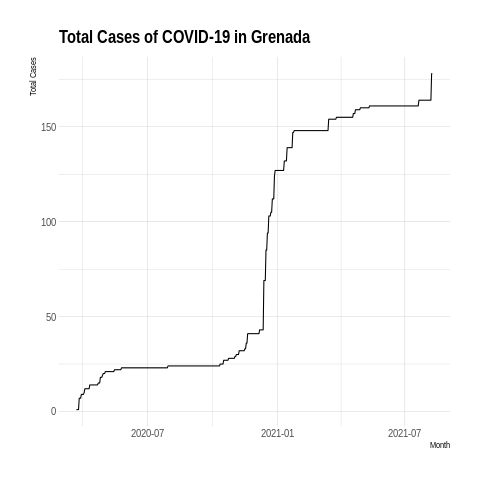 Total Cases of COVID-19 in Grenada
Total Cases
150
100
50
0
2020-07
2021-01
2021-07
Month